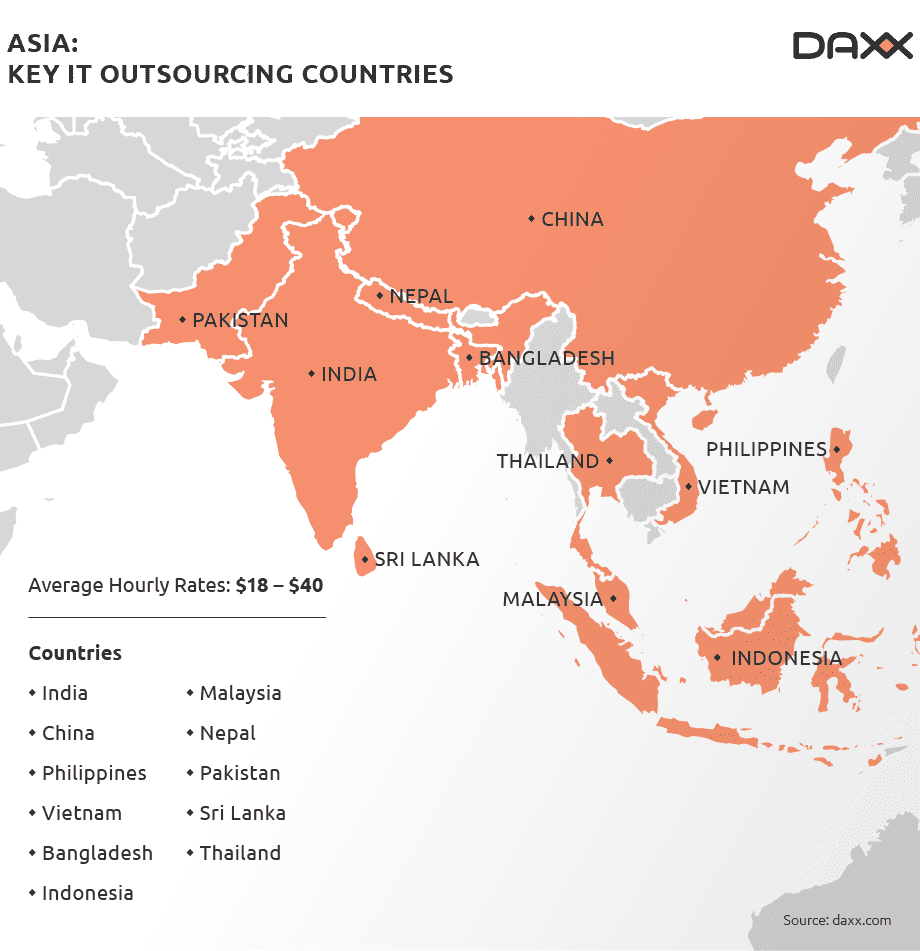 ASIA:
KEY IT OUTSOURCING COUNTRIES
DAXX
CHINA
NEPAL
PAKISTAN
BANGLADESH
INDIA
PHILIPPINES
THAILAND
VIETNAM
SRI LANKA
MALAYSIA
INDONESIA
Average Hourly Rates: $18 – $40
Countries
India
China
Philippines
Vietnam
Bangladesh
Indonesia
Malaysia
Nepal
Pakistan
Sri Lanka
Thailand
Source: daxx.com